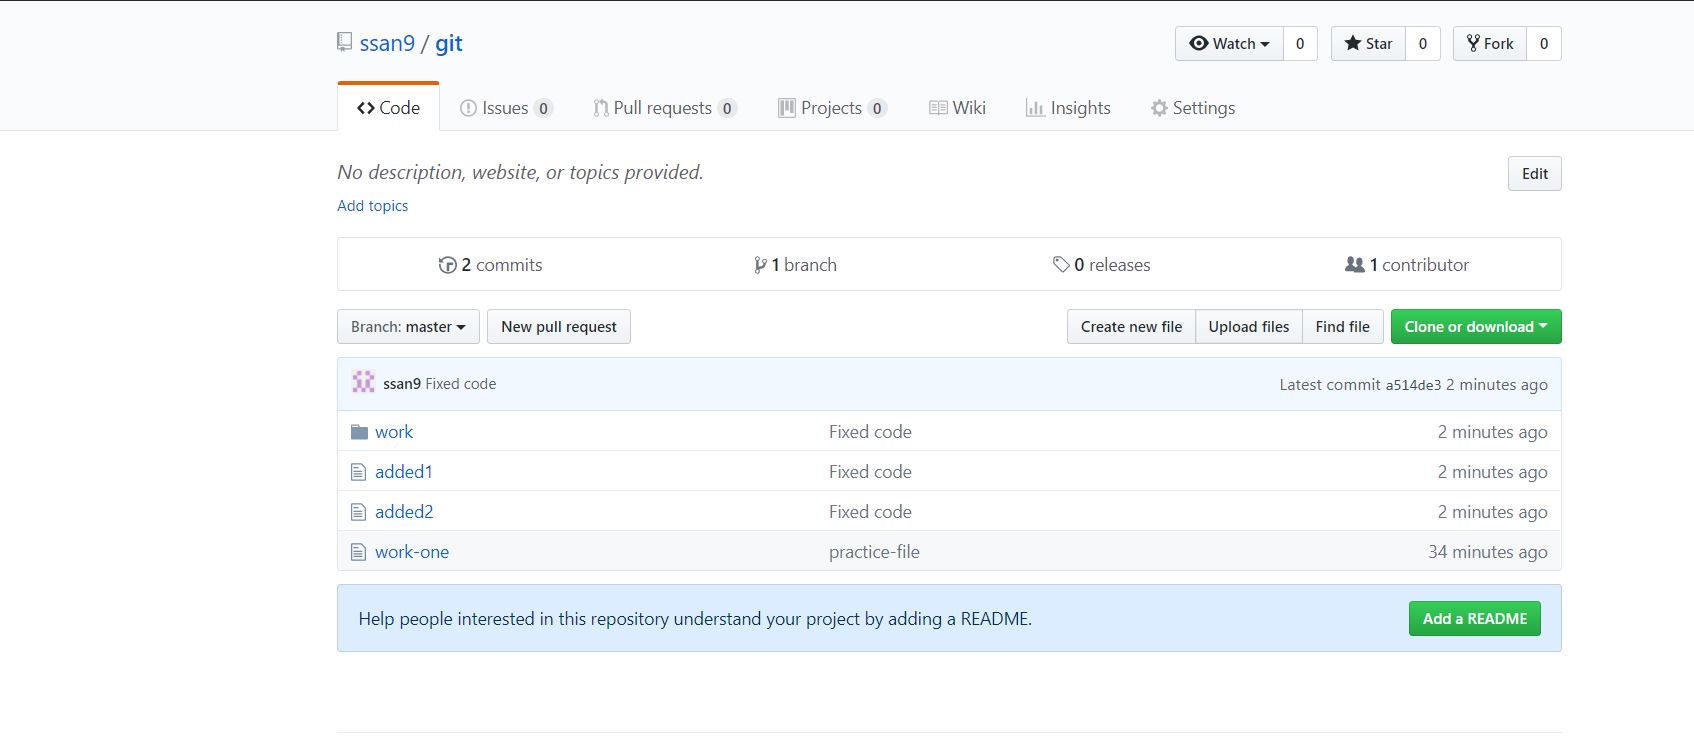 ssan9 / git
Watch 0 Star 0 Fork 0
Code Issues 0 Pull requests 0 Projects 0 Wiki Insights Settings
No description, website, or topics provided. Edit
Add topics
2 commits 1 branch 0 releases 1 contributor
Branch: master New pull request Create new file Upload files Find file Clone or download
ssan9 Fixed code Latest commit a514de3 2 minutes ago
work Fixed code 2 minutes ago
added1 Fixed code 2 minutes ago
added2 Fixed code 2 minutes ago
work-one practice-file 34 minutes ago
Help people interested in this repository understand your project by adding a README. Add a README